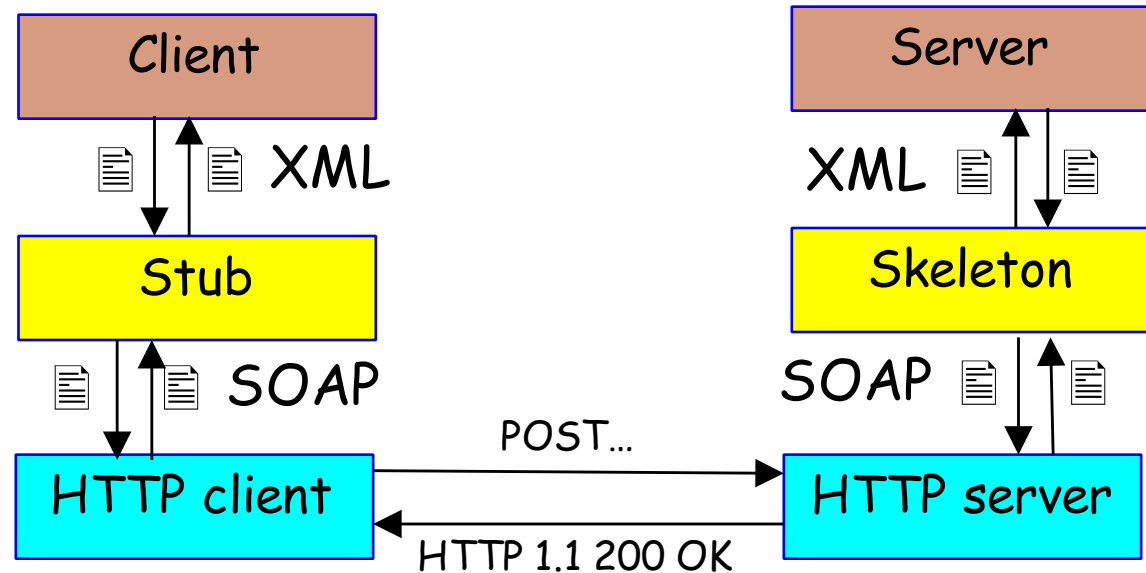 Client
Server
XML
XML
Stub
Skeleton
SOAP
SOAP
POST...
HTTP client
HTTP server
HTTP 1.1 200 OK